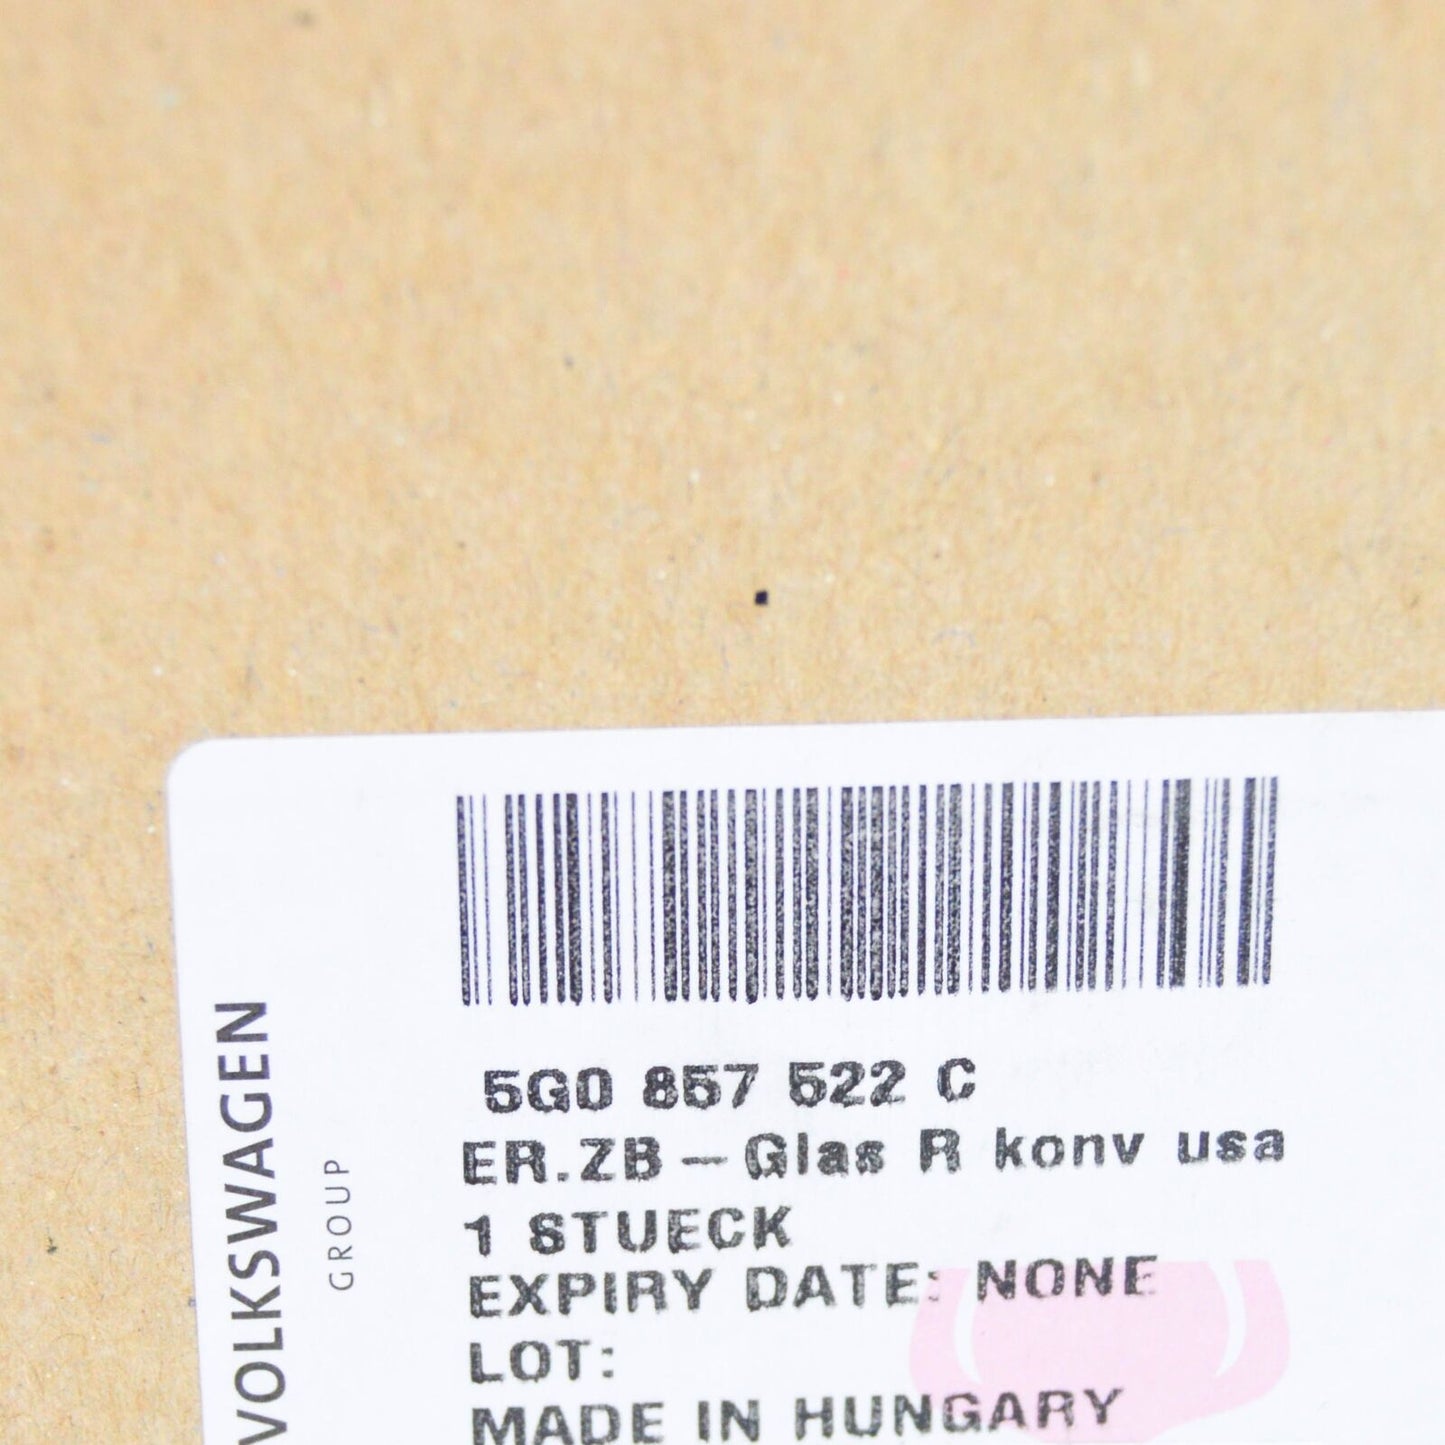 5G0 857 522 C
ER.ZB - Glas R konv usa
1 STUECK
EXPIRY DATE: NONE
LOT:
MADE IN HUNGARY
VOLKSWAGEN
GROUP